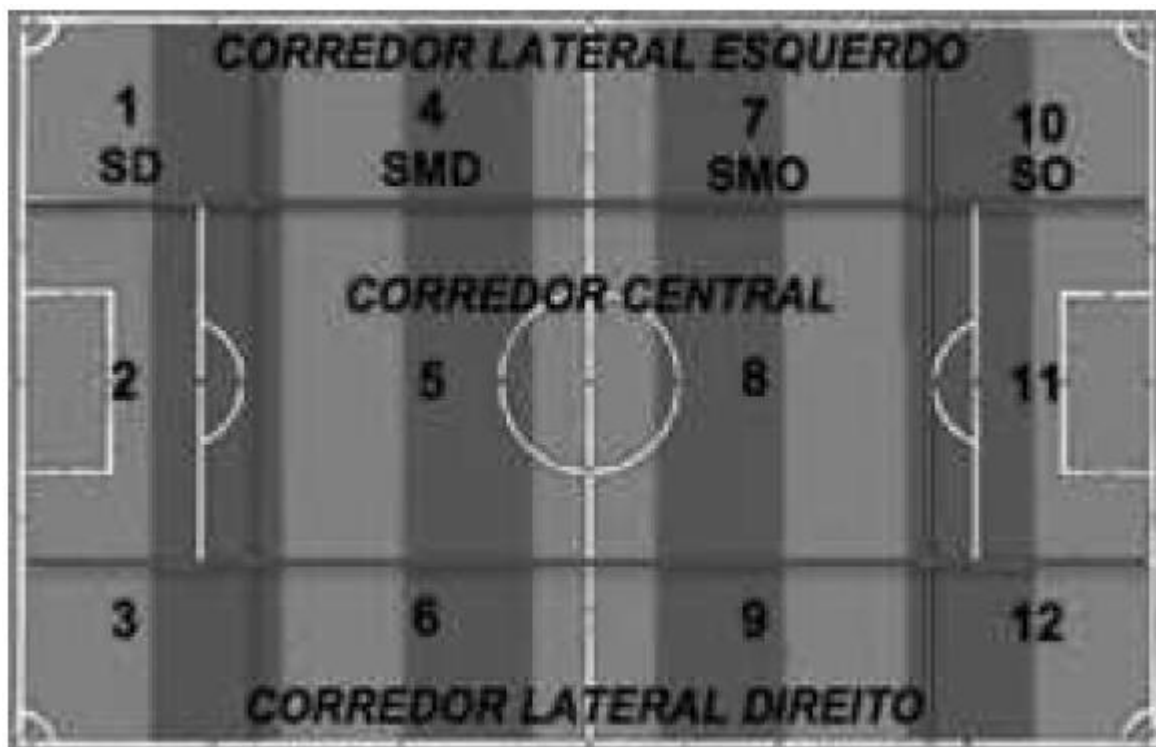 CORREDOR LATERAL ESQUERDO
1 4 7 10
SD SMD SMO SO
CORREDOR CENTRAL
2 5 8 11
3 6 9 12
CORREDOR LATERAL DIREITO